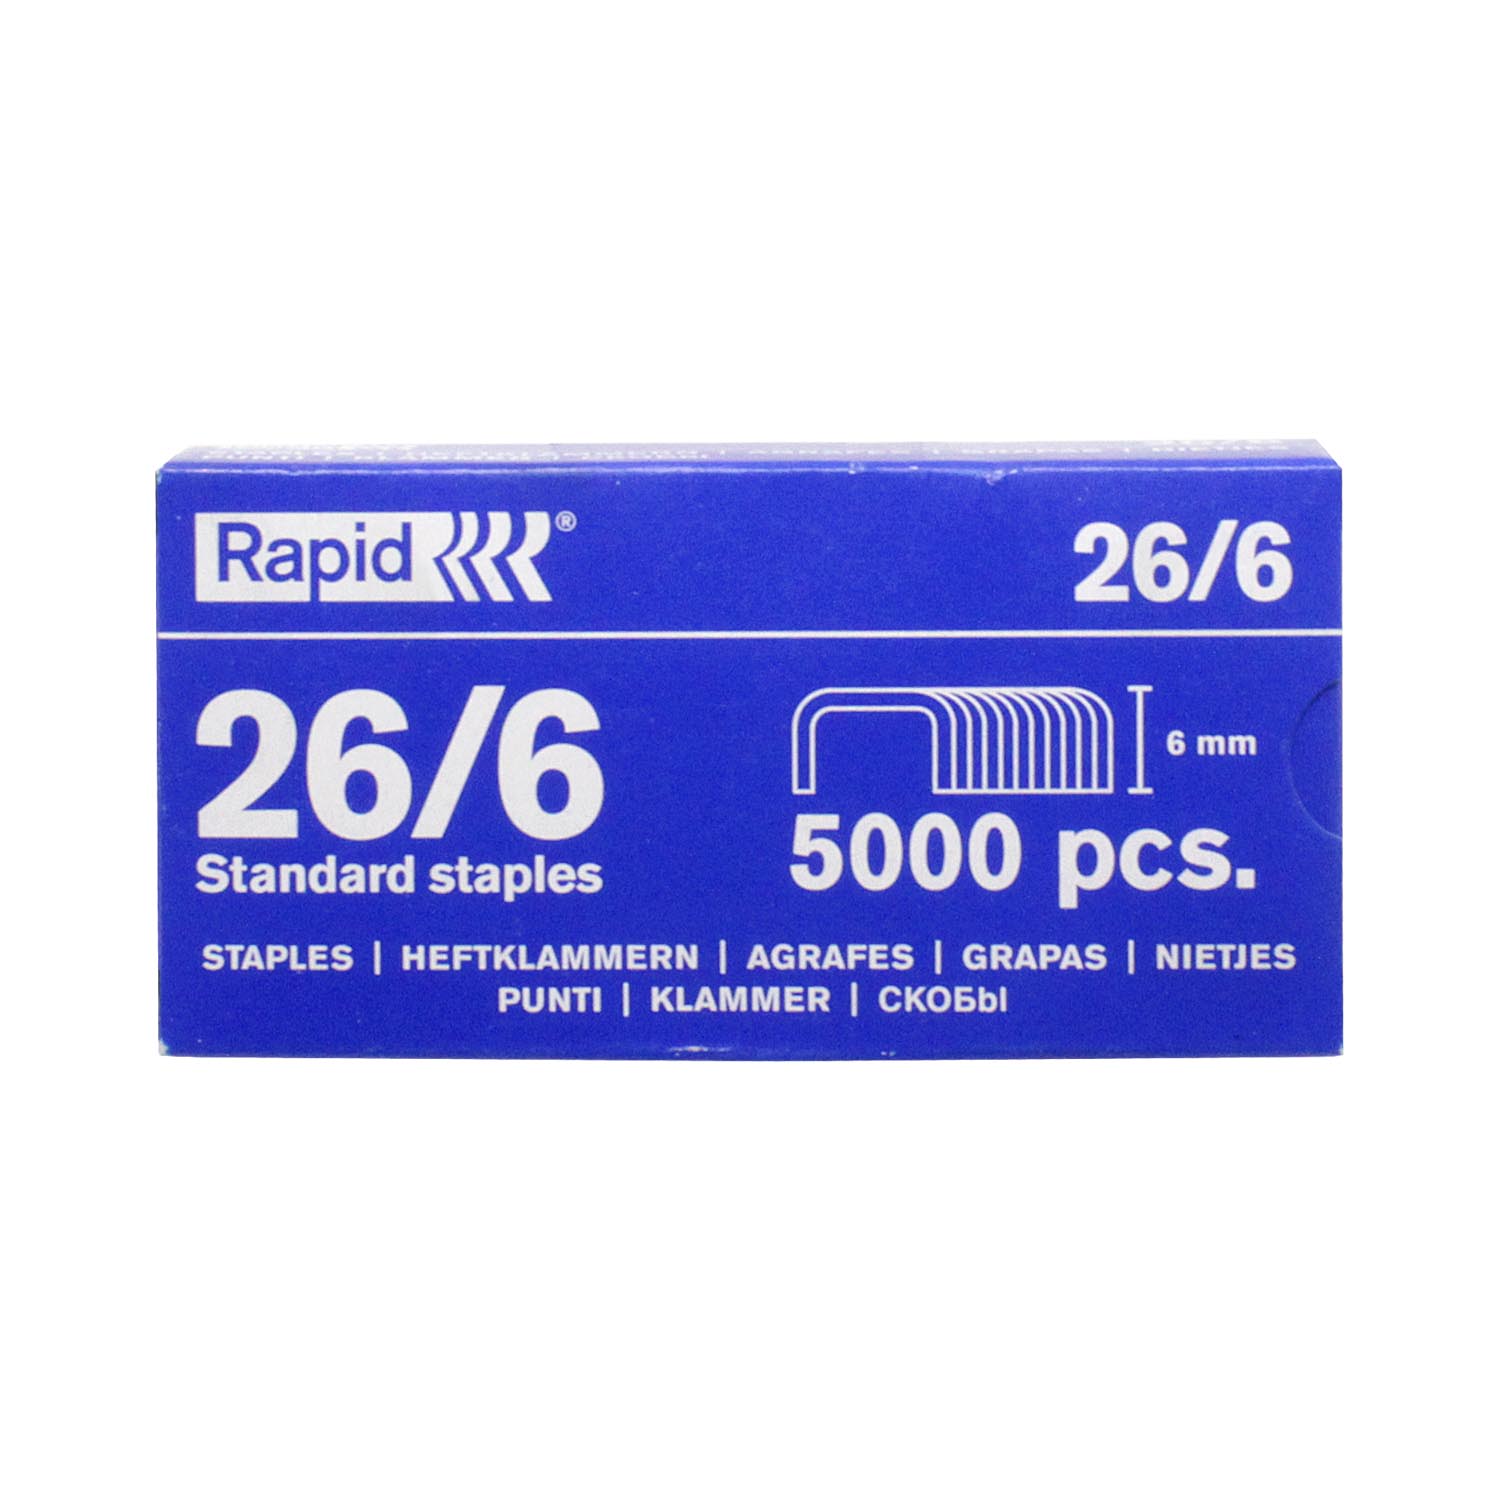 Rapid®
26/6
26/6
Standard staples
6 mm
5000 pcs.
STAPLES | HEFTKLAMMERN | AGRAFES | GRAPAS | NIETJES
PUNTI | KLAMMER | СКОБЫ